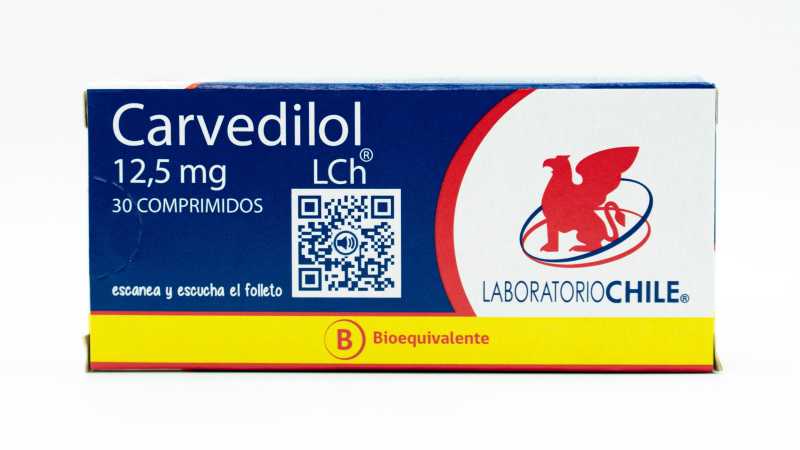 Carvedilol
12,5 mg LCh®
30 COMPRIMIDOS
escanea y escucha el folleto
LABORATORIOCHILE®
B Bioequivalente